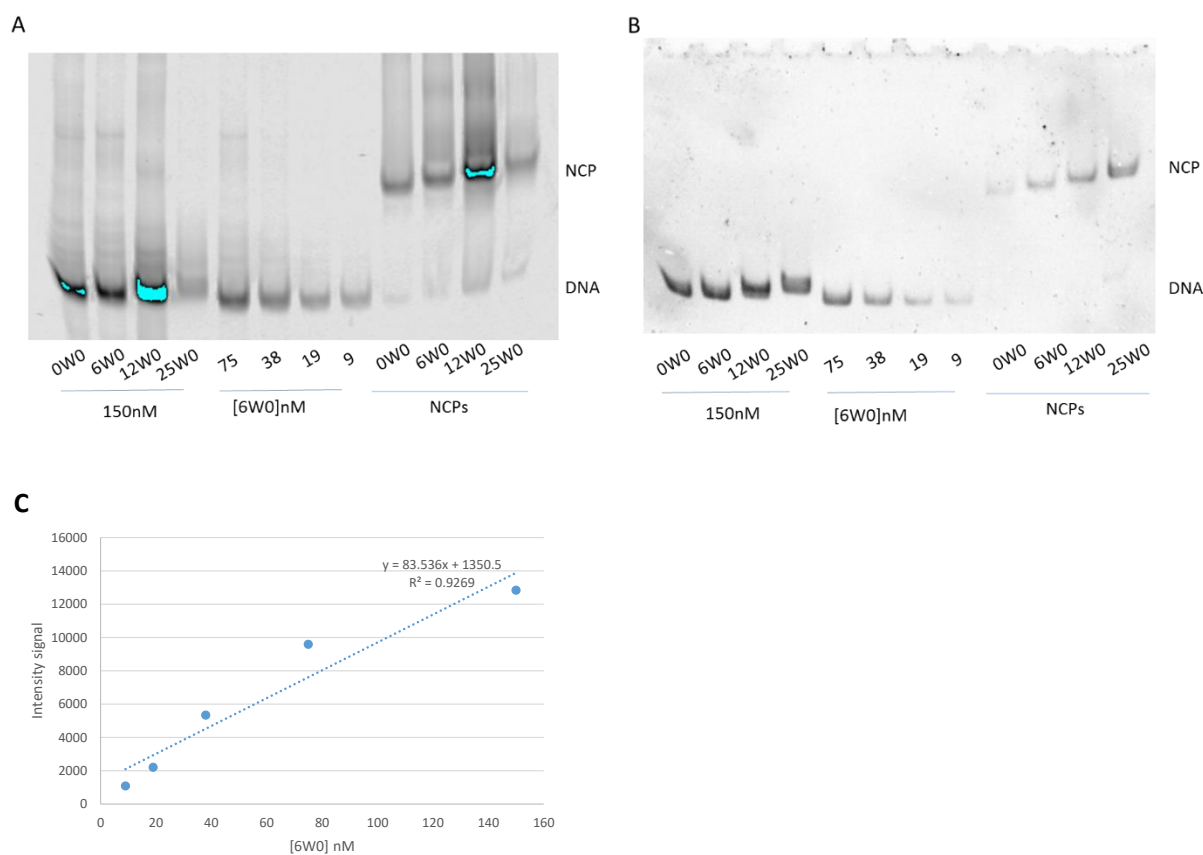 A
NCP
DNA
0W0 6W0 12W0 25W0 75 38 19 9 0W0 6W0 12W0 25W0
150nM [6W0]nM NCPs
B
NCP
DNA
0W0 6W0 12W0 25W0 75 38 19 9 0W0 6W0 12W0 25W0
150nM [6W0]nM NCPs
C
16000
14000
12000
10000
8000
6000
4000
2000
0
Intensity signal
y = 83.536x + 1350.5
R² = 0.9269
0 20 40 60 80 100 120 140 160
[6W0] nM